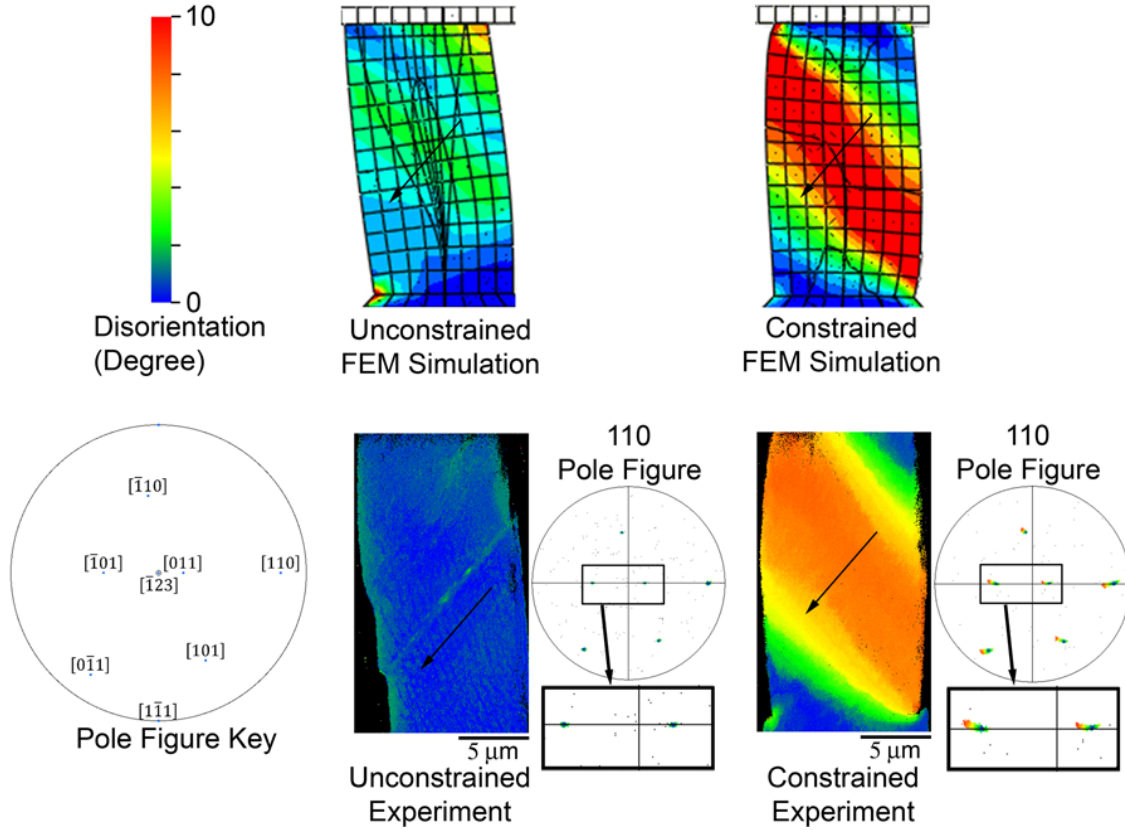 10
0
Disorientation
(Degree)
Unconstrained
FEM Simulation
Constrained
FEM Simulation
[1̅10]
[1̅01]
[011]
[110]
[1̅23]
[101]
[01̅1]
[11̅1]
Pole Figure Key
110
Pole Figure
5 μm
Unconstrained
Experiment
110
Pole Figure
5 μm
Constrained
Experiment